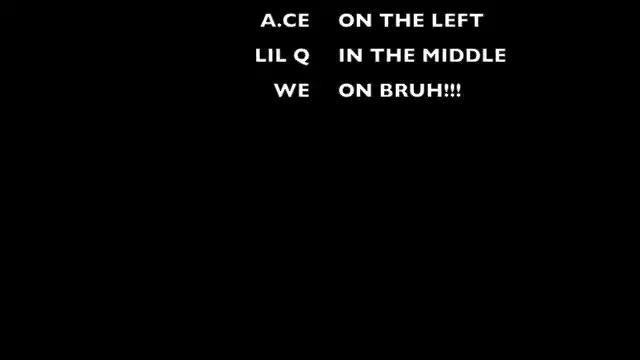 A.CE ON THE LEFT
LIL Q IN THE MIDDLE
WE ON BRUH!!!